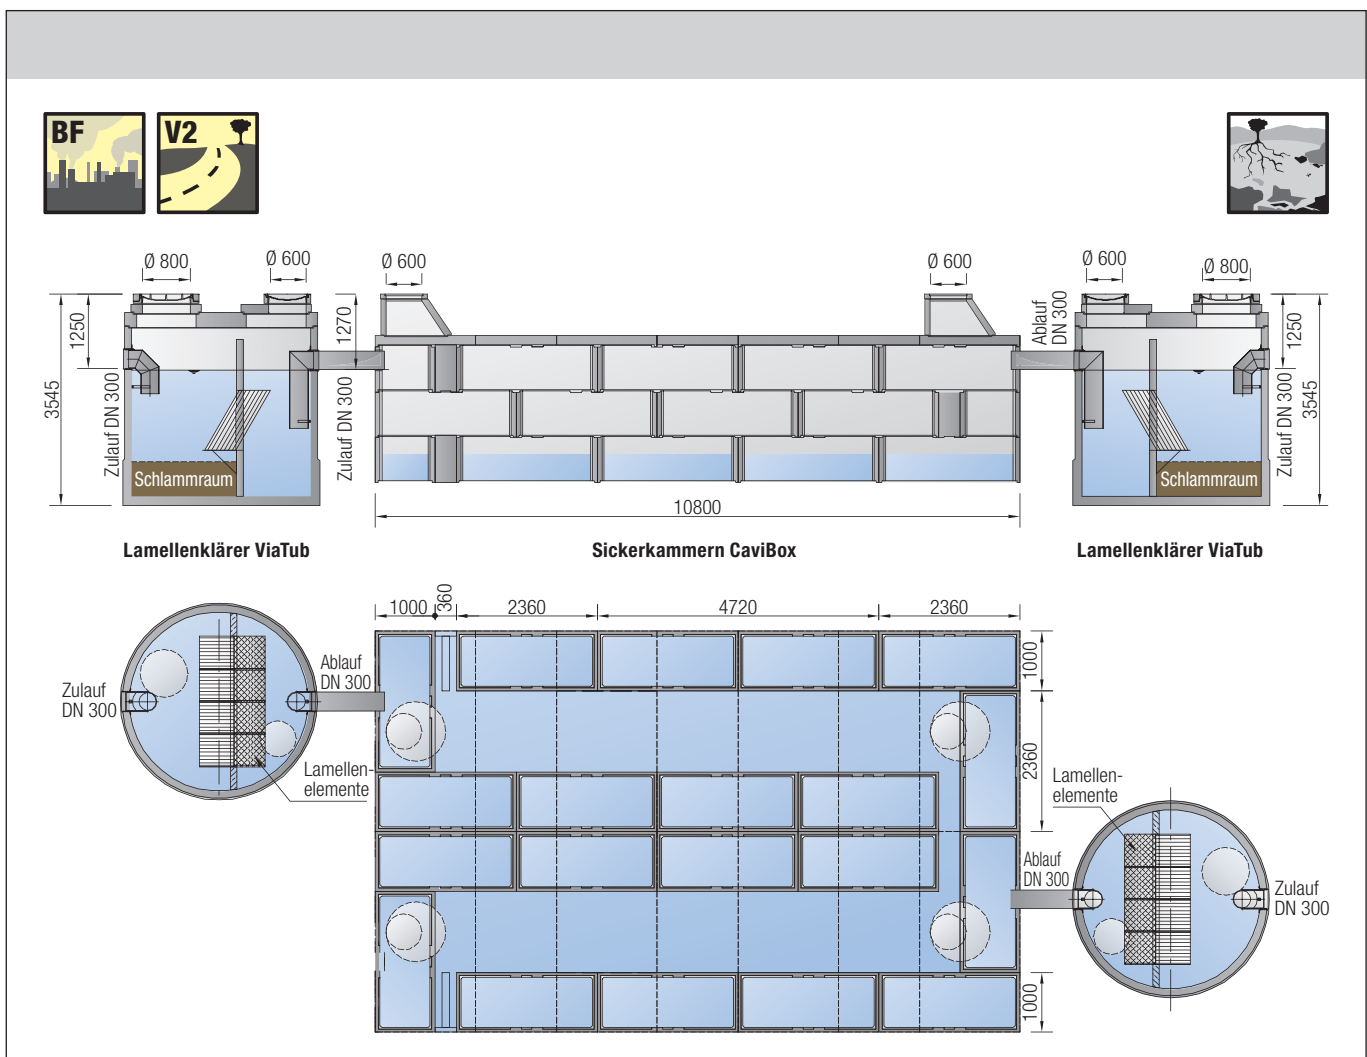 BF
V2
Ø 800
Ø 600
Ø 600
Ø 600
Ø 600
Ø 800
1250
3545
Zulauf DN 300
1270
Zulauf DN 300
Ablauf
DN 300
1250
3545
Zulauf DN 300
Schlammraum
Schlammraum
10800
Lamellenklärer ViaTub
Sickerkammern CaviBox
Lamellenklärer ViaTub
1000
360
2360
4720
2360
Zulauf
DN 300
Ablauf
DN 300
Lamellen-
elemente
1000
2360
1000
Lamellen-
elemente
Ablauf
DN 300
Zulauf
DN 300